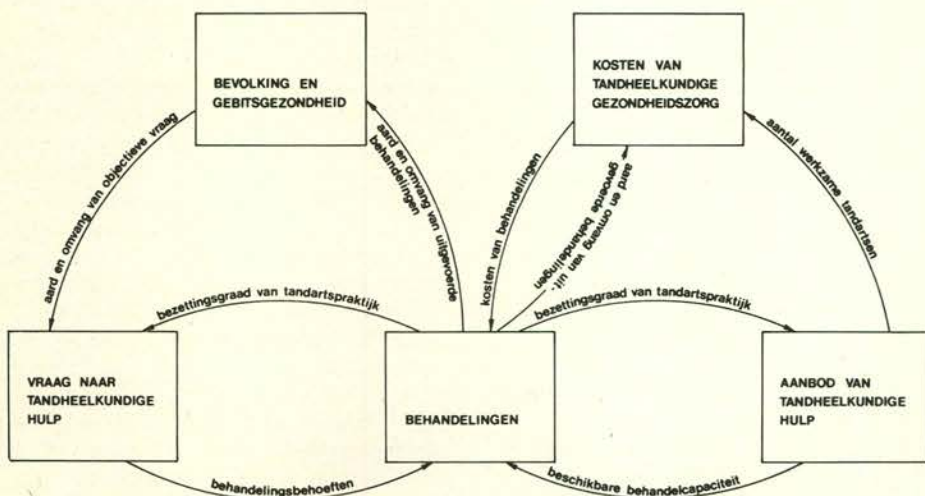 BEVOLKING EN
GEBITSGEZONDHEID
KOSTEN VAN
TANDHEELKUNDIGE
GEZONDHEIDSZORG
aard en omvang van objectieve vraag
aard en omvang van uitgevoerde
behandelingen
kosten van behandelingen
aard en omvang van uit-
gevoerde behandelingen
aantal werkzame tandartsen
bezettingsgraad van tandartspraktijk
bezettingsgraad van tandartspraktijk
VRAAG NAAR
TANDHEELKUNDIGE
HULP
BEHANDELINGEN
AANBOD VAN
TANDHEELKUNDIGE
HULP
behandelingsbehoeften
beschikbare behandelcapaciteit